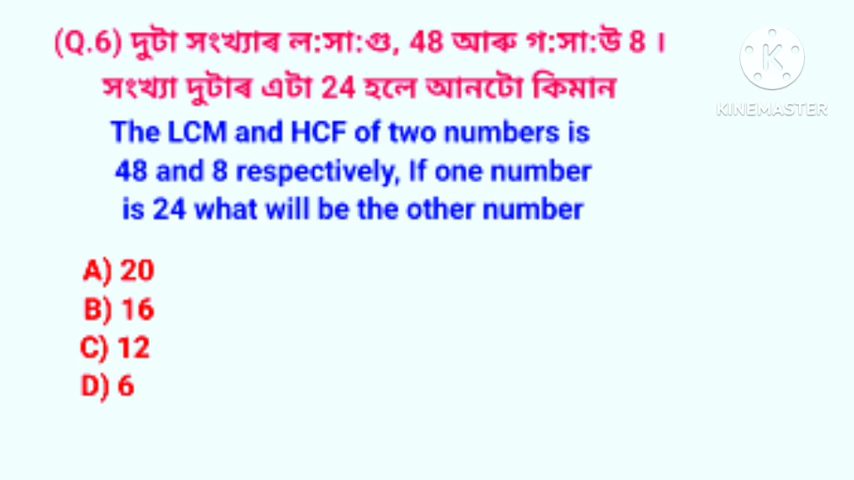 (Q.6) দুটা সংখ্যাৰ ল:সা:গু, 48 আৰু গ:সা:উ 8 ।
সংখ্যা দুটাৰ এটা 24 হলে আনটো কিমান
The LCM and HCF of two numbers is
48 and 8 respectively, If one number
is 24 what will be the other number
A) 20
B) 16
C) 12
D) 6
K
KINEMASTER